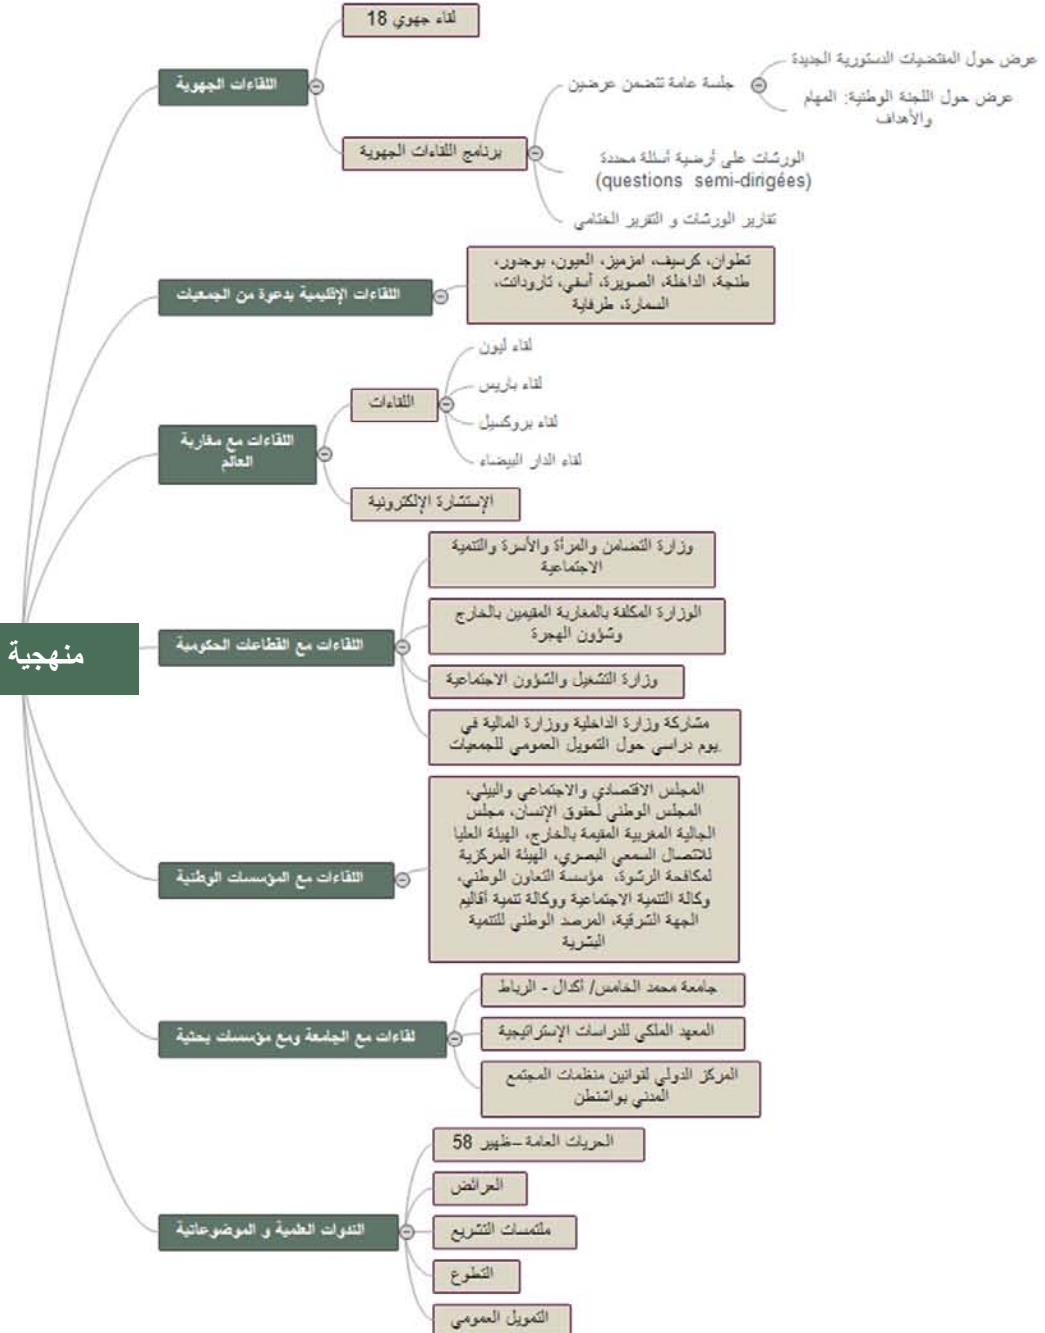 منهجية
اللقاءات الجهوية
18 لقاء جهوي
برنامج اللقاءات الجهوية
جلسة عامة تتضمن عرضين
عرض حول المقتضيات الدستورية الجديدة
عرض حول اللجنة الوطنية: المهام
والأهداف
الورشات على أرضية أسئلة محددة
(questions semi-dirigées)
تقارير الورشات و التقرير الختامي
اللقاءات الإقليمية بدعوة من الجمعيات
تطوان، كرسيف، امزميز، العيون، بوجدور،
طنجة، الداخلة، الصويرة، أسفي، تارودانت،
السمارة، طرفاية
اللقاءات مع مغاربة
العالم
اللقاءات
لقاء ليون
لقاء باريس
لقاء بروكسيل
لقاء الدار البيضاء
الإستشارة الإلكترونية
اللقاءات مع القطاعات الحكومية
وزارة التضامن والمرأة والأسرة والتنمية
الاجتماعية
الوزارة المكلفة بالمغاربة المقيمين بالخارج
وشؤون الهجرة
وزارة التشغيل والشؤون الاجتماعية
مشاركة وزارة الداخلية ووزارة المالية في
يوم دراسي حول التمويل العمومي للجمعيات.
اللقاءات مع المؤسسات الوطنية
المجلس الاقتصادي والاجتماعي والبيئي،
المجلس الوطني لحقوق الإنسان، مجلس
الجالية المغربية المقيمة بالخارج، الهيئة العليا
للاتصال السمعي البصري، الهيئة المركزية
لمكافحة الرشوة، مؤسسة التعاون الوطني،
وكالة التنمية الاجتماعية ووكالة تنمية أقاليم
الجهة الشرقية، المرصد الوطني للتنمية
البشرية
لقاءات مع الجامعة ومع مؤسسات بحثية
جامعة محمد الخامس/ أكدال - الرباط
المعهد الملكي للدراسات الإستراتيجية
المركز الدولي لقوانين منظمات المجتمع
المدني بواشنطن
الندوات العلمية و الموضوعاتية
الحريات العامة –ظهير 58
العرائض
ملتمسات التشريع
التطوع
التمويل العمومي